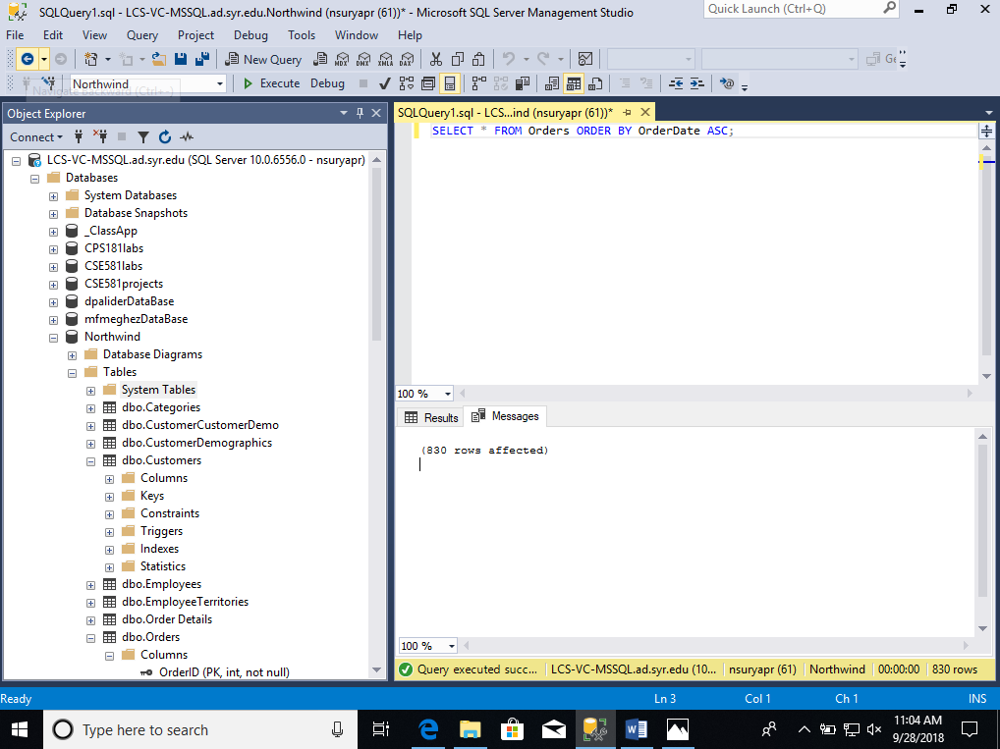 SQLQuery1.sql - LCS-VC-MSSQL.ad.syr.edu.Northwind (nsuryapr (61))* - Microsoft SQL Server Management Studio
Quick Launch (Ctrl+Q)
File Edit View Query Project Debug Tools Window Help
New Query
MDX DMX XMLA DAX
Northwind
Execute Debug
Navigate Backward (Ctrl+-)
Object Explorer
SQLQuery1.sql - LCS...ind (nsuryapr (61))*
Connect
SELECT * FROM Orders ORDER BY OrderDate ASC;
LCS-VC-MSSQL.ad.syr.edu (SQL Server 10.0.6556.0 - nsuryapr)
Databases
System Databases
Database Snapshots
_ClassApp
CPS181labs
CSE581labs
CSE581projects
dpaliderDataBase
mfmeghezDataBase
Northwind
Database Diagrams
Tables
System Tables
dbo.Categories
dbo.CustomerCustomerDemo
dbo.CustomerDemographics
dbo.Customers
Columns
Keys
Constraints
Triggers
Indexes
Statistics
dbo.Employees
dbo.EmployeeTerritories
dbo.Order Details
dbo.Orders
Columns
OrderID (PK, int, not null)
100 %
Results Messages
(830 rows affected)
100 %
Query executed succ... LCS-VC-MSSQL.ad.syr.edu (10... nsuryapr (61) Northwind 00:00:00 830 rows
Ready Ln 3 Col 1 Ch 1 INS
Type here to search
11:04 AM
9/28/2018